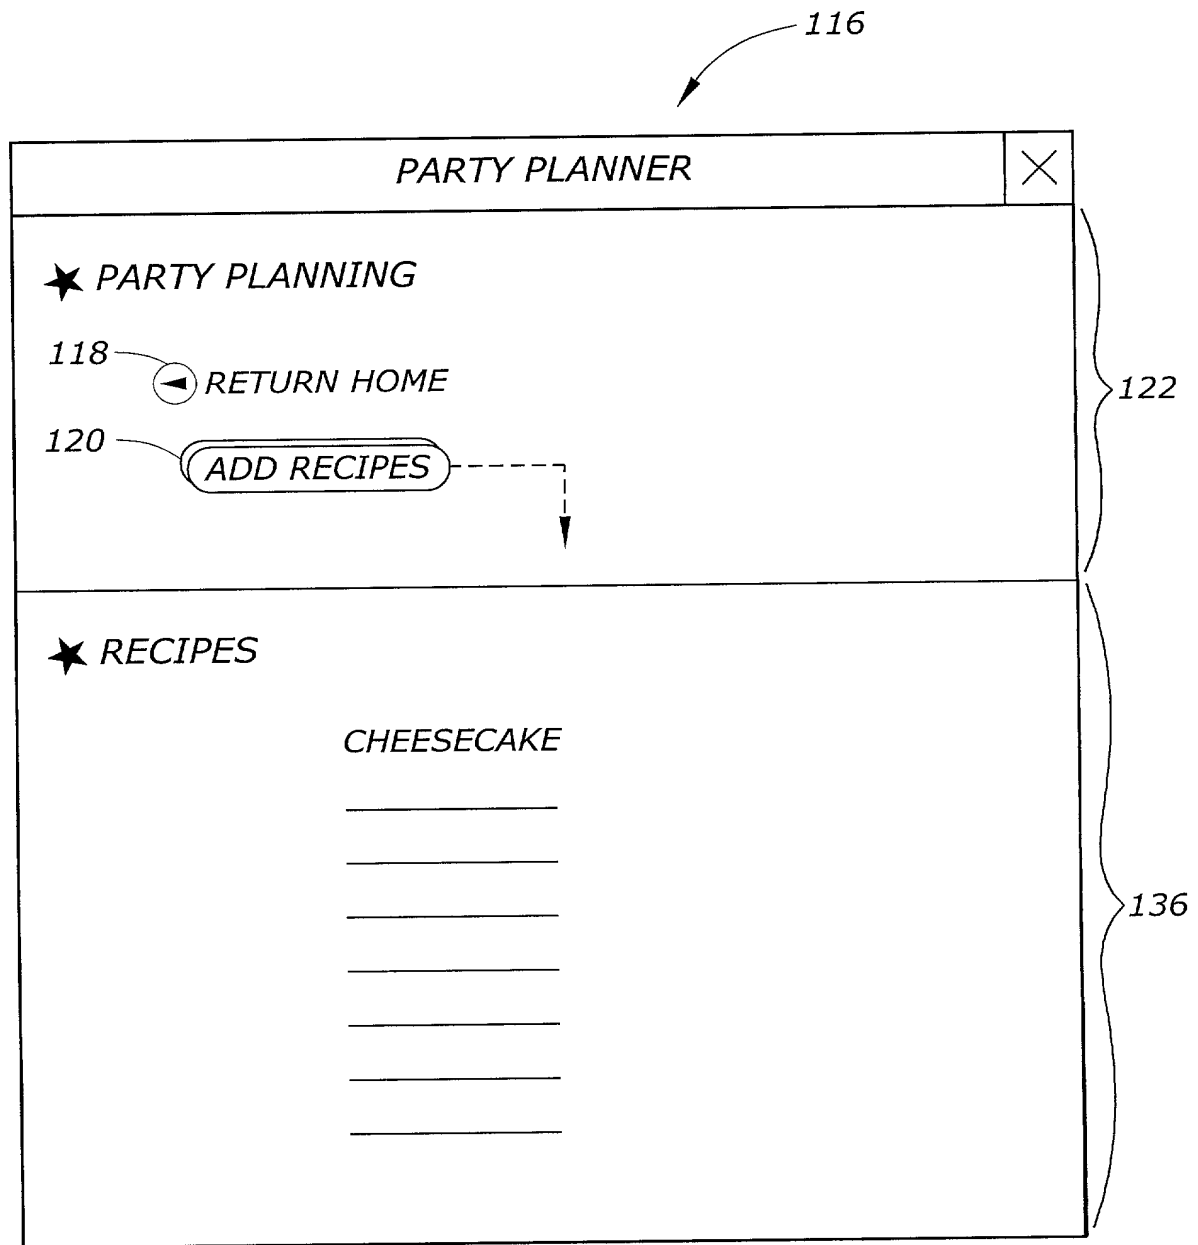 116
PARTY PLANNER
PARTY PLANNING
118
RETURN HOME
122
120
ADD RECIPES
RECIPES
CHEESECAKE
136